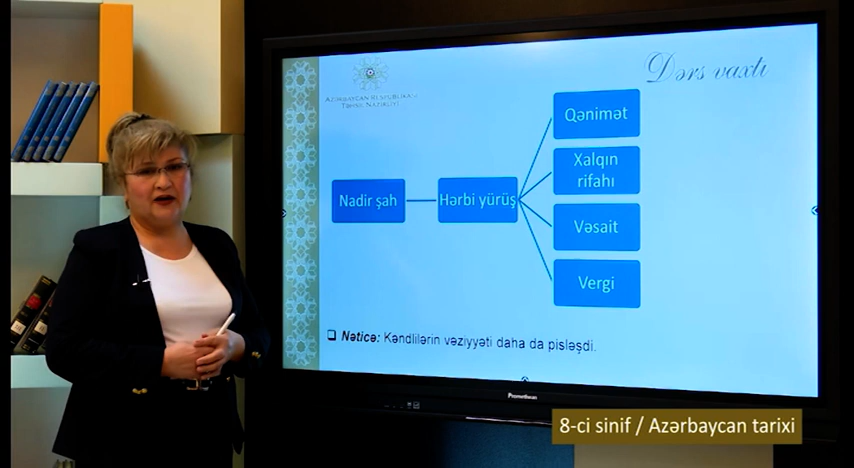 Dərs vaxtı
AZƏRBAYCAN RESPUBLİKASI
TƏHSİL NAZİRLİYİ
Nadir şah
Hərbi yürüş
Qənimət
Xalqın
rifahı
Vəsait
Vergi
❑ Nəticə: Kəndlilərin vəziyyəti daha da pisləşdi.
Promethean
8-ci sinif / Azərbaycan tarixi